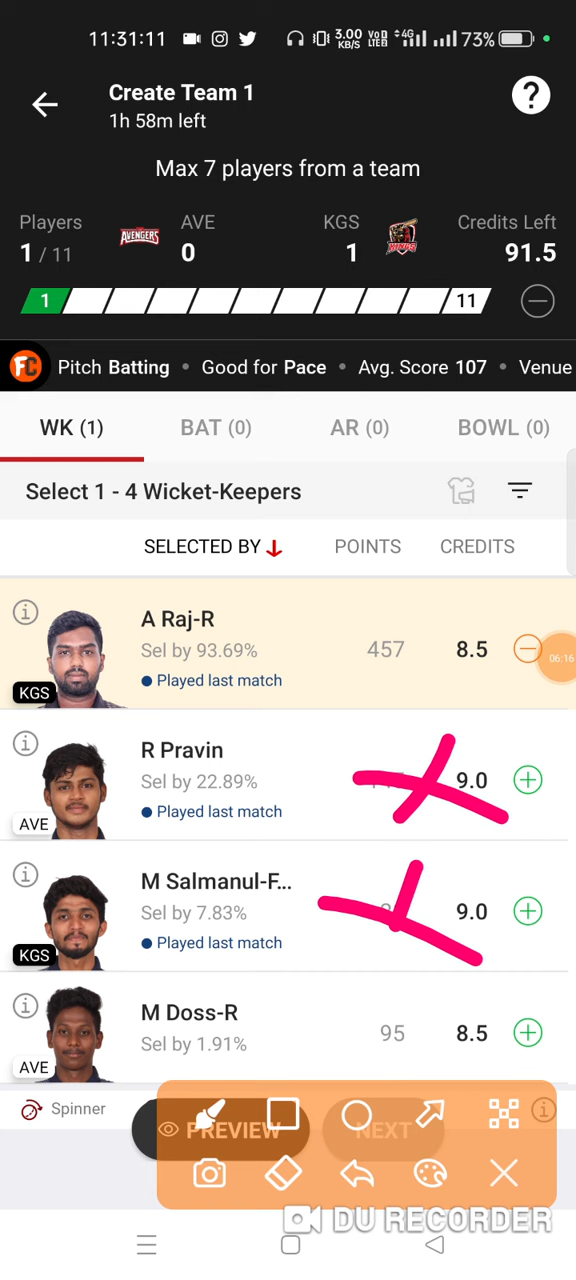 11:31:11 3.00 KB/S VoD LTE2 4G 73%
Create Team 1
1h 58m left
?
Max 7 players from a team
Players AVE KGS Credits Left
1 / 11 AVENGERS 0 1 KINGS 91.5
1 11
FC Pitch Batting • Good for Pace • Avg. Score 107 • Venue
WK (1) BAT (0) AR (0) BOWL (0)
Select 1 - 4 Wicket-Keepers
SELECTED BY POINTS CREDITS
A Raj-R
Sel by 93.69% 457 8.5
Played last match
KGS
06:16
R Pravin
Sel by 22.89% 9.0
Played last match
AVE
M Salmanul-F...
Sel by 7.83% 9.0
Played last match
KGS
M Doss-R
Sel by 1.91% 95 8.5
AVE
Spinner
PREVIEW NEXT
DU RECORDER